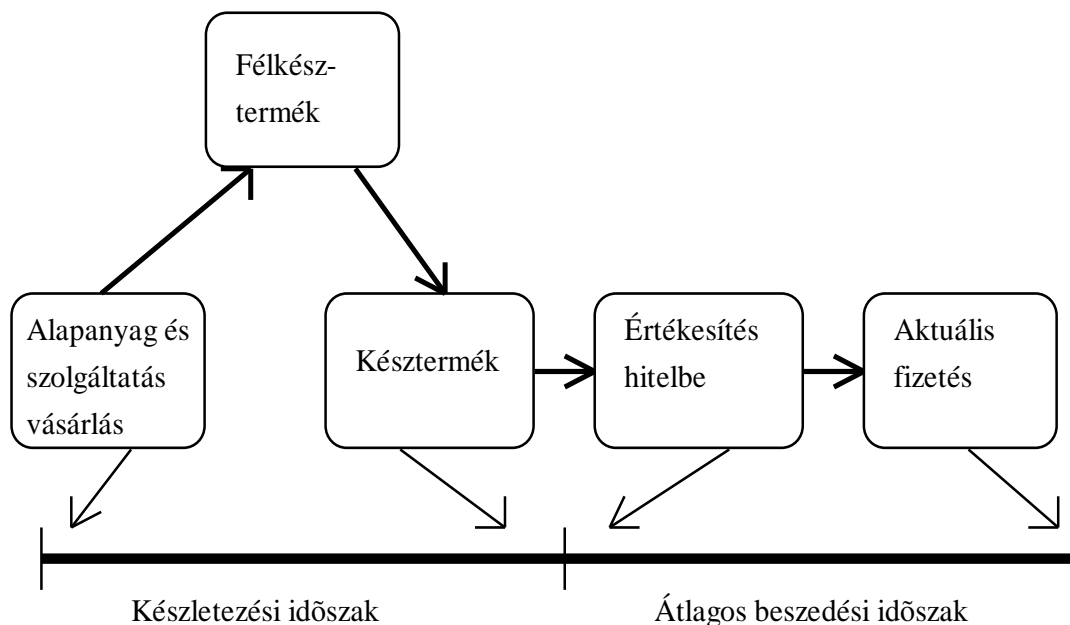 Félkész-
termék
Alapanyag és
szolgáltatás
vásárlás
Késztermék
Értékesítés
hitelbe
Aktuális
fizetés
Készletezési idõszak
Átlagos beszedési idõszak